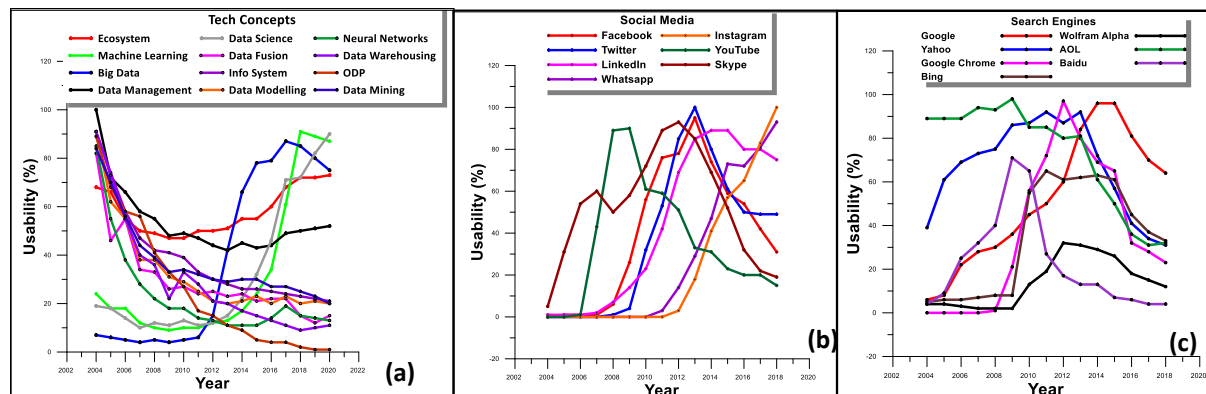 Tech Concepts
Ecosystem
Data Science
Neural Networks
Machine Learning
Data Fusion
Data Warehousing
Big Data
Info System
ODP
Data Management
Data Modelling
Data Mining
120
100
80
60
40
20
0
Usability (%)
2002 2004 2006 2008 2010 2012 2014 2016 2018 2020 2022
Year
(a)
Social Media
Facebook
Instagram
Twitter
YouTube
LinkedIn
Skype
Whatsapp
120
100
80
60
40
20
0
-20
Usability (%)
2002 2004 2006 2008 2010 2012 2014 2016 2018 2020
Year
(b)
Search Engines
Google
Wolfram Alpha
Yahoo
AOL
Google Chrome
Baidu
Bing
120
100
80
60
40
20
0
-20
Usability (%)
2002 2004 2006 2008 2010 2012 2014 2016 2018 2020
Year
(c)